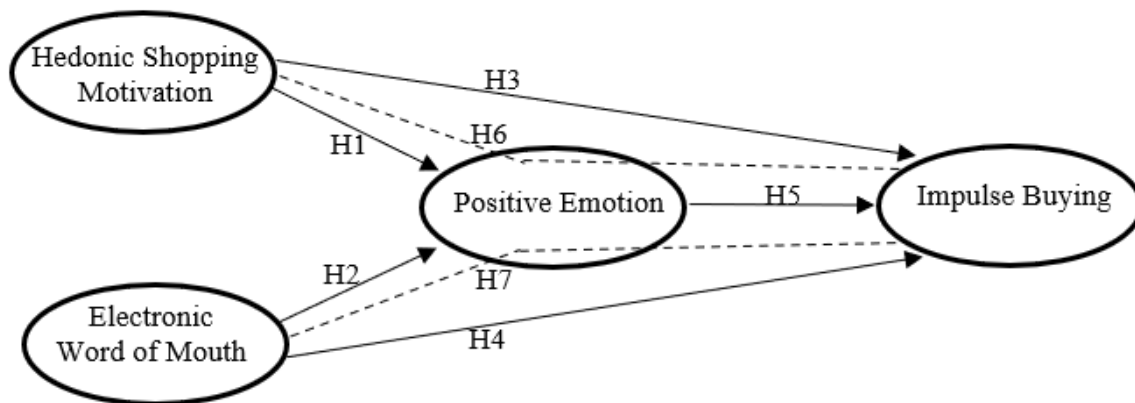 Hedonic Shopping
Motivation
H3
H6
H1
Positive Emotion
H5
Impulse Buying
H2
H7
Electronic
Word of Mouth
H4